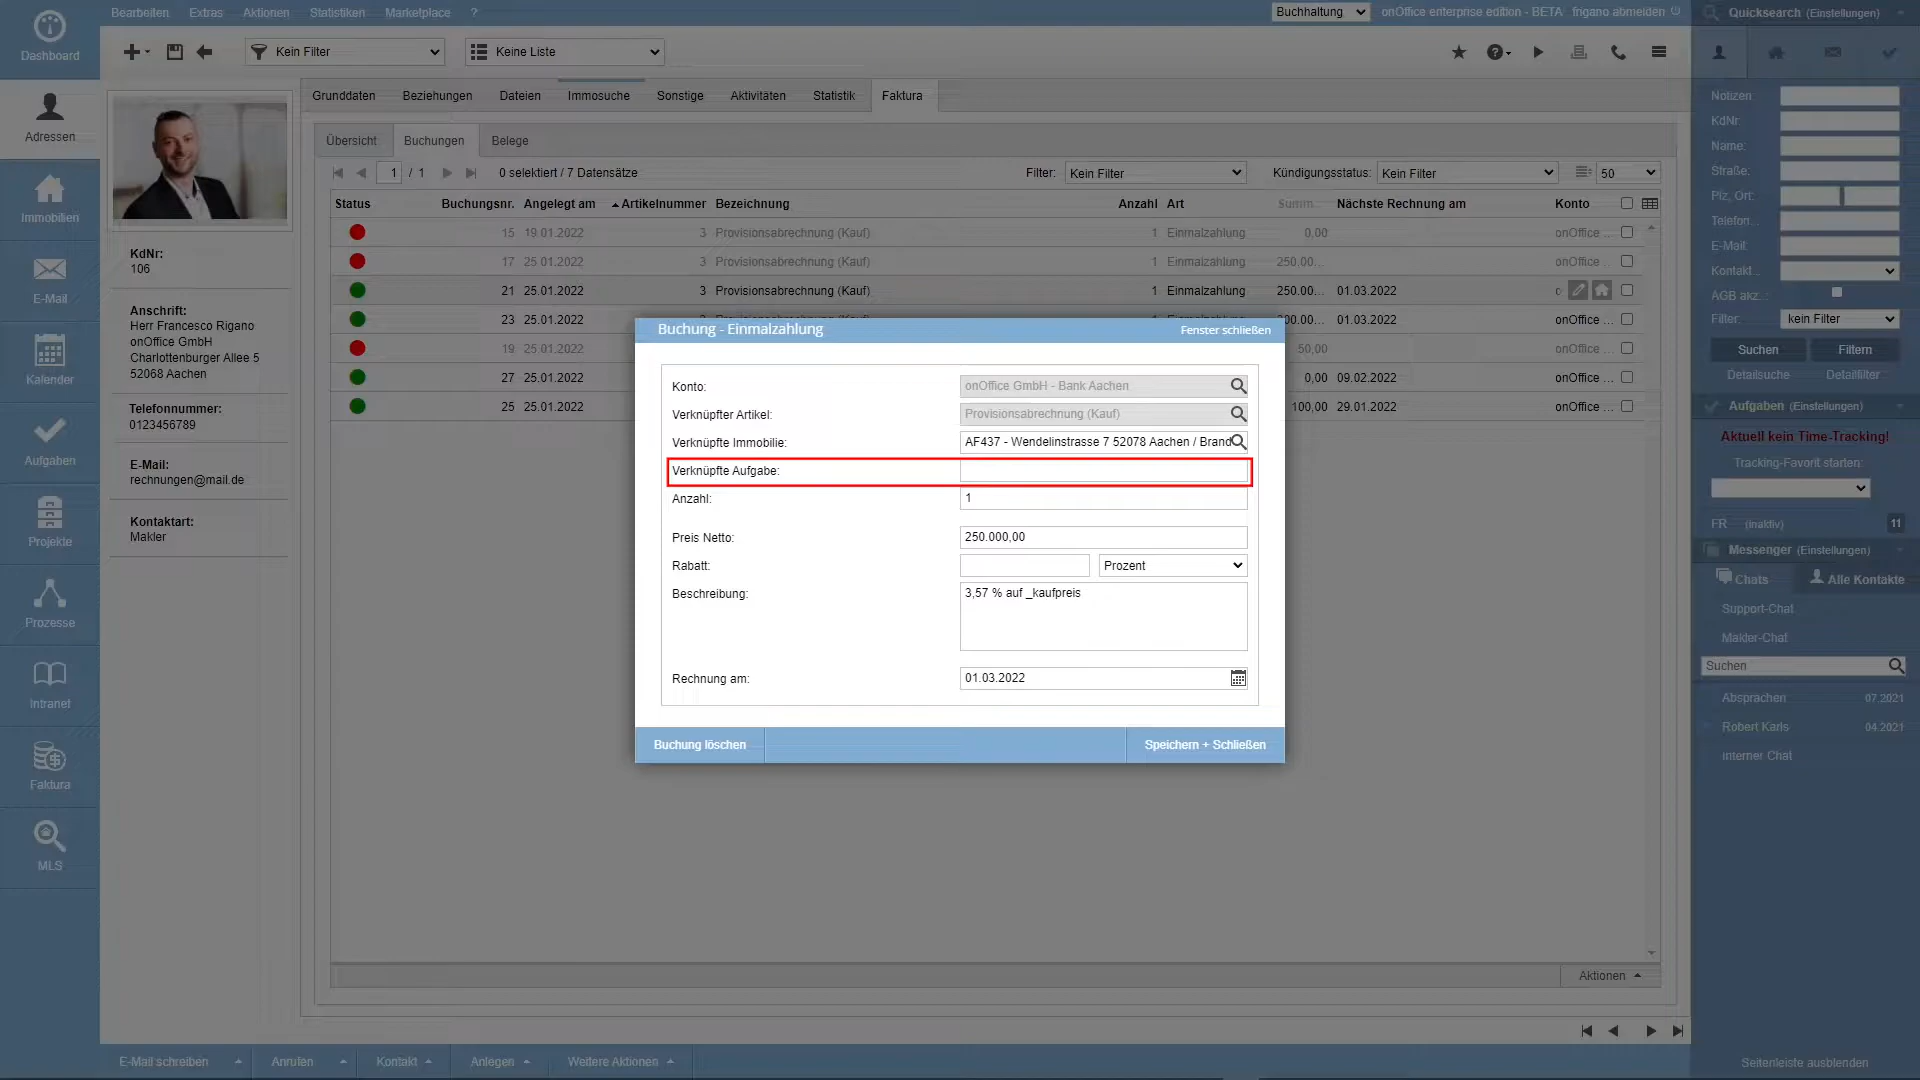 Bearbeiten Extras Aktionen Statistiken Marketplace ?
Buchhaltung onOffice enterprise edition - BETA frigano abmelden
Quicksearch (Einstellungen)
Dashboard
Kein Filter
Keine Liste
Adressen
Immobilien
E-Mail
Kalender
Aufgaben
Projekte
Prozesse
Intranet
Faktura
MLS
KdNr:
106
Anschrift:
Herr Francesco Rigano
onOffice GmbH
Charlottenburger Allee 5
52068 Aachen
Telefonnummer:
0123456789
E-Mail:
rechnungen@mail.de
Kontaktart:
Makler
Grunddaten Beziehungen Dateien Immosuche Sonstige Aktivitäten Statistik Faktura
Übersicht Buchungen Belege
1 / 1 0 selektiert / 7 Datensätze Filter: Kein Filter Kündigungsstatus: Kein Filter 50
Status Buchungsnr. Angelegt am Artikelnummer Bezeichnung Anzahl Art Summ... Nächste Rechnung am Konto
15 19.01.2022 3 Provisionsabrechnung (Kauf) 1 Einmalzahlung 0,00 onOffice ...
17 25.01.2022 3 Provisionsabrechnung (Kauf) 1 Einmalzahlung 250,00... onOffice ...
21 25.01.2022 3 Provisionsabrechnung (Kauf) 1 Einmalzahlung 250.00... 01.03.2022
23 25.01.2022 00.00... 01.03.2022 onOffice ...
19 25.01.2022 50,00 onOffice ...
27 25.01.2022 0,00 09.02.2022 onOffice ...
25 25.01.2022 100,00 29.01.2022 onOffice ...
Buchung - Einmalzahlung Fenster schließen
Konto: onOffice GmbH - Bank Aachen
Verknüpfter Artikel: Provisionsabrechnung (Kauf)
Verknüpfte Immobilie: AF437 - Wendelinstrasse 7 52078 Aachen / Brand
Verknüpfte Aufgabe:
Anzahl: 1
Preis Netto: 250.000,00
Rabatt: Prozent
Beschreibung: 3,57 % auf _kaufpreis
Rechnung am: 01.03.2022
Buchung löschen Speichern + Schließen
Aktionen
E-Mail schreiben Anrufen Kontakt Anlegen Weitere Aktionen
Notizen:
KdNr:
Name:
Straße:
Plz, Ort:
Telefon...
E-Mail:
Kontakt...
AGB akz...:
Filter: kein Filter
Suchen Filtern
Detailsuche Detailfilter
Aufgaben (Einstellungen)
Aktuell kein Time-Tracking!
Tracking-Favorit starten:
FR (inaktiv) 11
Messenger (Einstellungen)
Chats Alle Kontakte
Support-Chat
Makler-Chat
Suchen
Absprachen 07.2021
Robert Karls 04.2021
interner Chat
Seitenleiste ausblenden